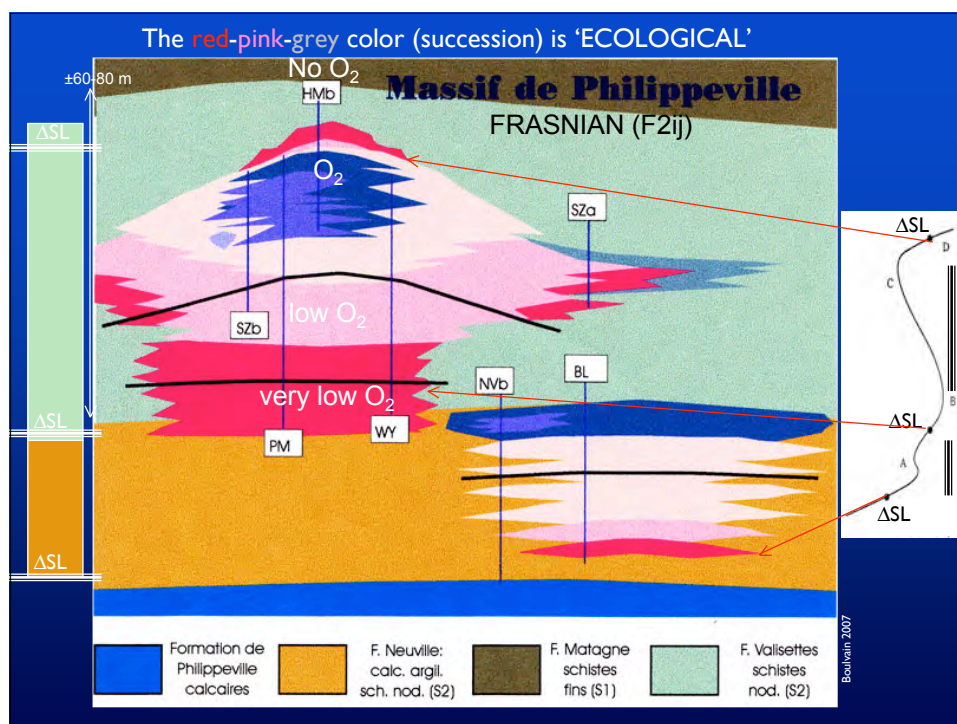 The red-pink-grey color (succession) is ‘ECOLOGICAL’
±60-80 m
No O2
HMb
Massif de Philippeville
FRASNIAN (F2ij)
ΔSL
O2
SZa
ΔSL
D
C
SZb
low O2
NVb
BL
very low O2
B
ΔSL
ΔSL
PM
WY
A
ΔSL
ΔSL
Formation de
Philippeville
calcaires
F. Neuville:
calc. argil.
sch. nod. (S2)
F. Matagne
schistes
fins (S1)
F. Valisettes
schistes
nod. (S2)
Boulvain 2007